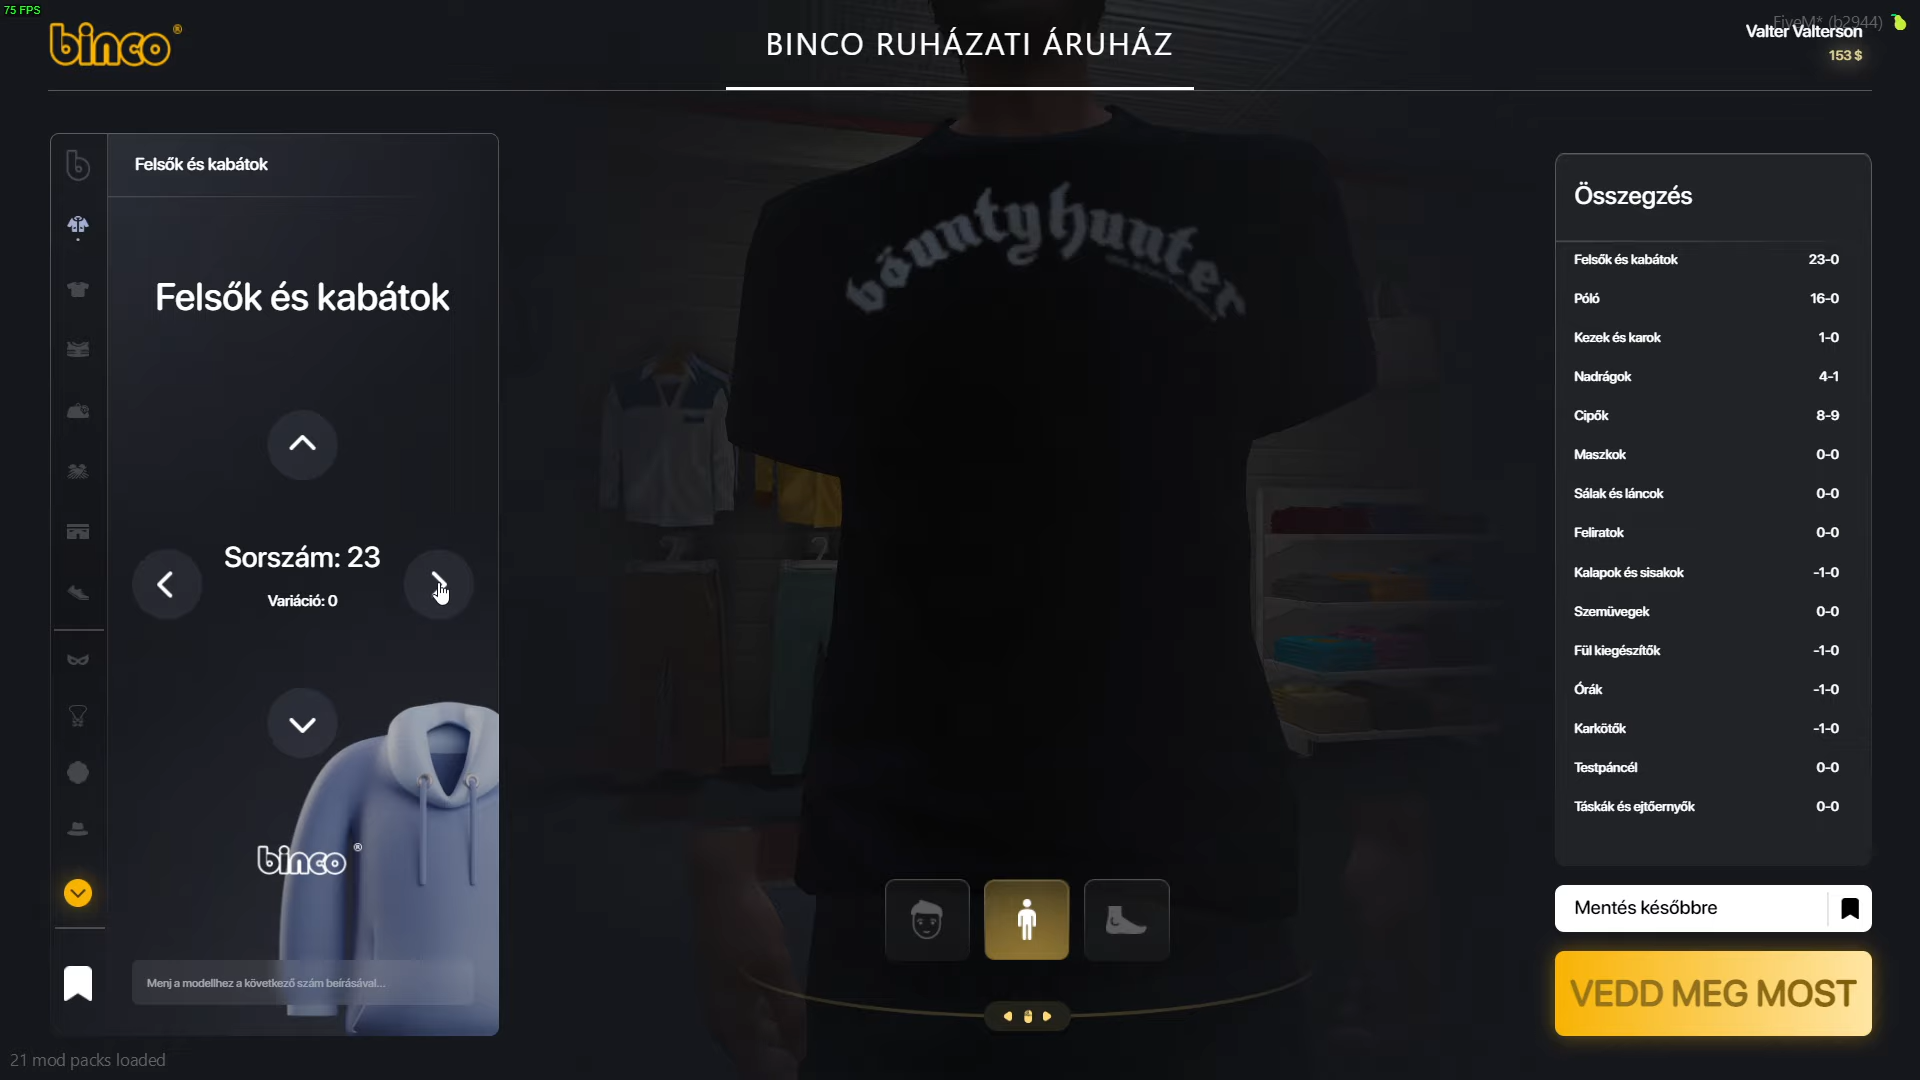 75 FPS
binco®
BINCO RUHÁZATI ÁRUHÁZ
FiveM* (b2944)
Valter Valterson
153 $
Felsők és kabátok
Felsők és kabátok
Sorszám: 23
Variáció: 0
binco®
Menj a modellhez a következő szám beírásával...
21 mod packs loaded
bountyhunter
Összegzés
Felsők és kabátok 23-0
Póló 16-0
Kezek és karok 1-0
Nadrágok 4-1
Cipők 8-9
Maszkok 0-0
Sálak és láncok 0-0
Feliratok 0-0
Kalapok és sisakok -1-0
Szemüvegek 0-0
Fül kiegészítők -1-0
Órák -1-0
Karkötők -1-0
Testpáncél 0-0
Táskák és ejtőernyők 0-0
Mentés későbbre
VEDD MEG MOST